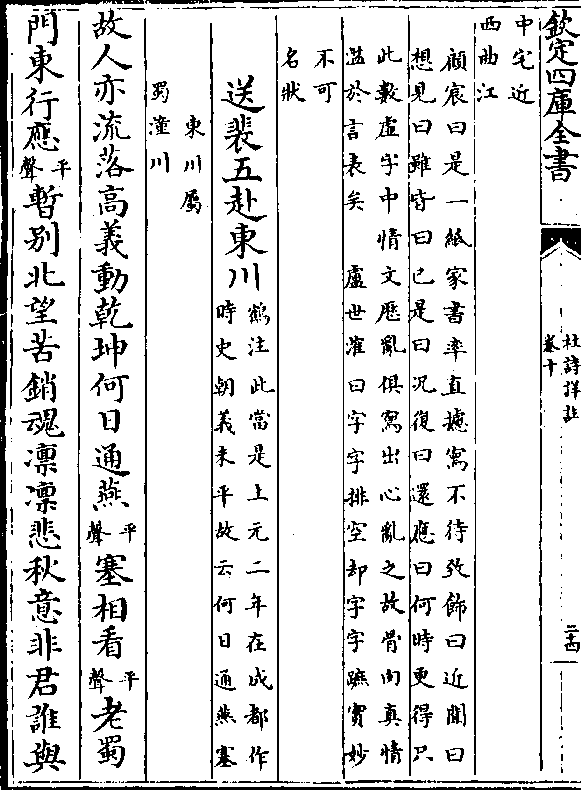 欽定四庫全書
杜詩詳註
卷十
二十四
中宅近
西曲江
顧宸曰是一紙家書率直攄寫不待致飾曰近聞曰
想見曰雖皆曰已是曰况復曰還應曰何時更得只
此數虛字中情文歷亂俱寫出心亂之故骨肉真情
溢於言表矣 盧世㴶曰字字排空却字字蹠實妙
不可
名狀
送裴五赴東川鶴注此當是上元二年在成都作
時史朝義未平故云何日通燕塞
東川屬
蜀潼川
故人亦流落高義動乾坤何日通燕平聲塞相看平聲老蜀
門東行應平聲暫别北望苦銷魂凛凛悲秋意非君誰與